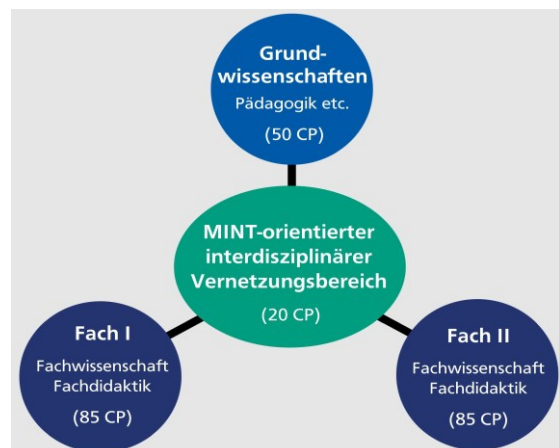 Grund-
wissenschaften
Pädagogik etc.
(50 CP)
MINT-orientierter
interdisziplinärer
Vernetzungsbereich
(20 CP)
Fach I
Fachwissenschaft
Fachdidaktik
(85 CP)
Fach II
Fachwissenschaft
Fachdidaktik
(85 CP)